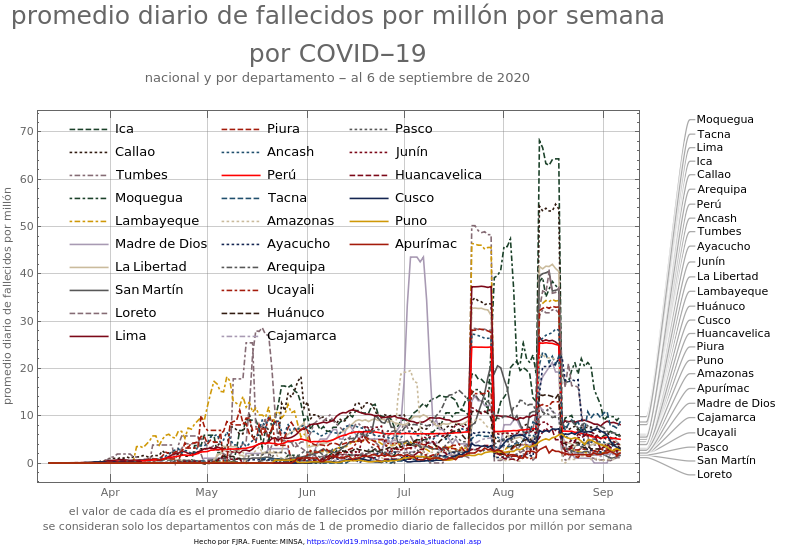 promedio diario de fallecidos por millón por semana
por COVID−19
nacional y por departamento − al 6 de septiembre de 2020
promedio diario de fallecidos por millón
70
60
50
40
30
20
10
0
Ica
Callao
Tumbes
Moquegua
Lambayeque
Madre de Dios
La Libertad
San Martín
Loreto
Lima
Piura
Ancash
Perú
Tacna
Amazonas
Ayacucho
Arequipa
Ucayali
Huánuco
Cajamarca
Pasco
Junín
Huancavelica
Cusco
Puno
Apurímac
Apr May Jun Jul Aug Sep
Moquegua
Tacna
Lima
Ica
Callao
Arequipa
Perú
Ancash
Tumbes
Ayacucho
Junín
La Libertad
Lambayeque
Huánuco
Cusco
Huancavelica
Piura
Puno
Amazonas
Apurímac
Madre de Dios
Cajamarca
Ucayali
Pasco
San Martín
Loreto
el valor de cada día es el promedio diario de fallecidos por millón reportados durante una semana
se consideran solo los departamentos con más de 1 de promedio diario de fallecidos por millón por semana
Hecho por FJRA. Fuente: MINSA, https://covid19.minsa.gob.pe/sala_situacional.asp